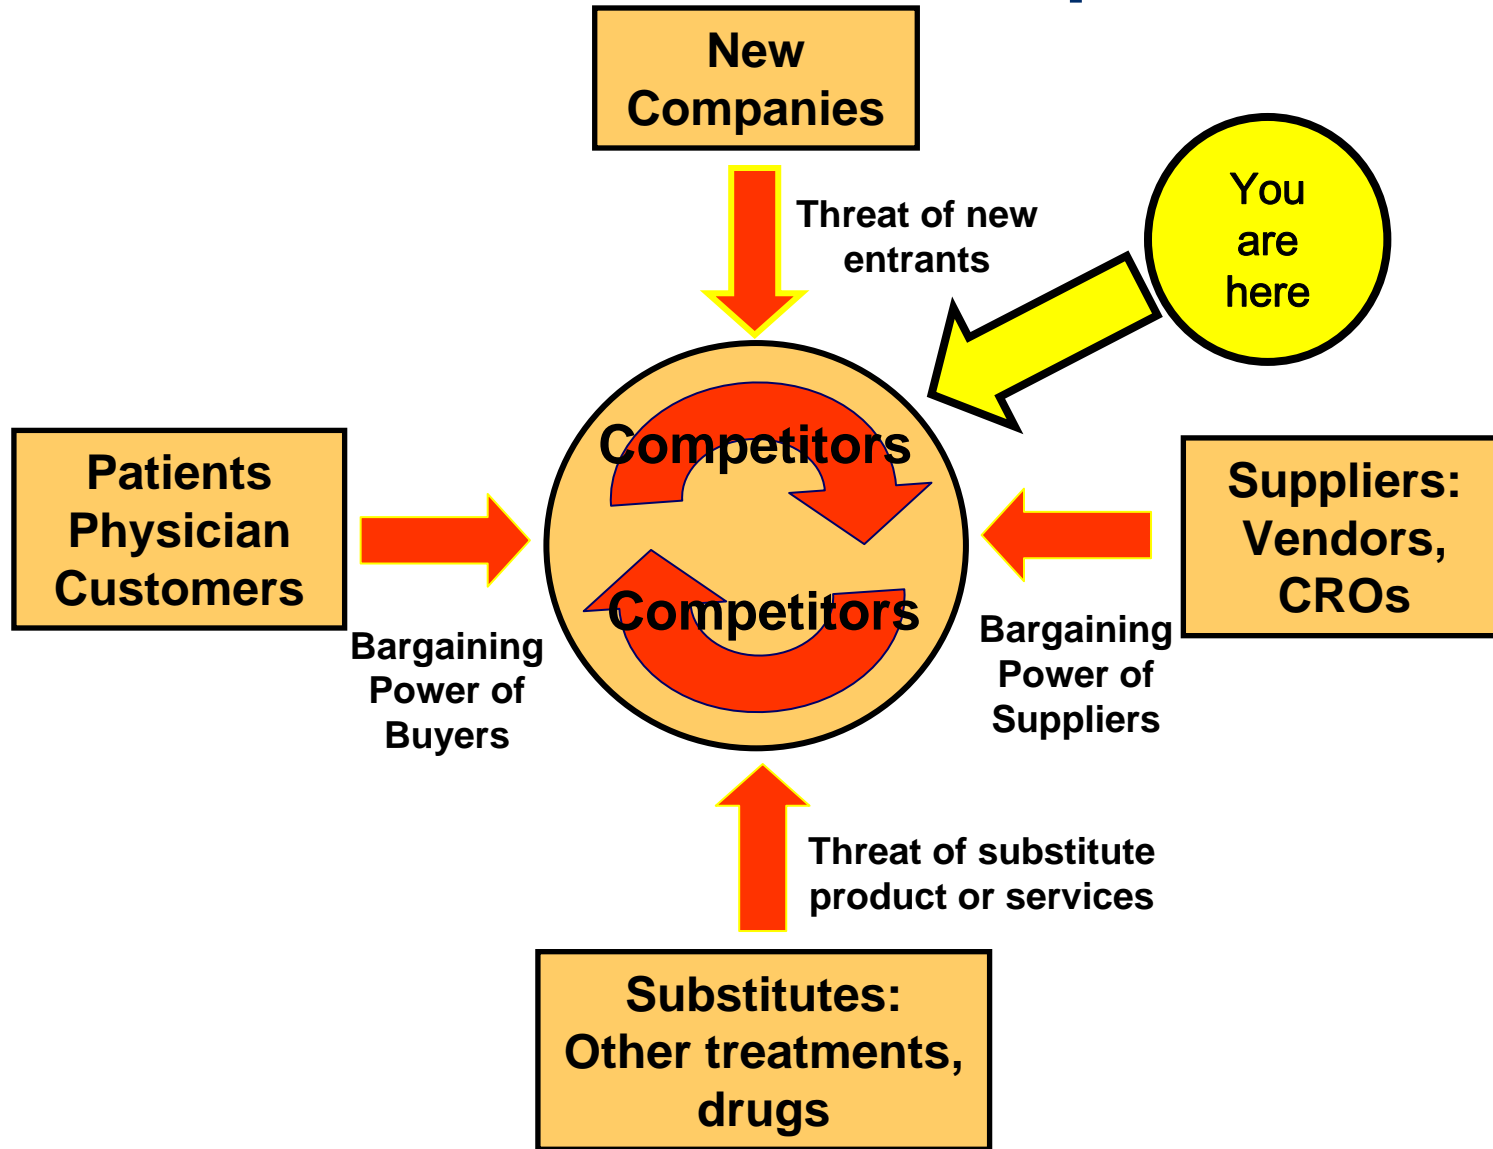 New
Companies
Threat of new
entrants
You
are
here
Competitors
Competitors
Patients
Physician
Customers
Bargaining
Power of
Buyers
Suppliers:
Vendors,
CROs
Bargaining
Power of
Suppliers
Threat of substitute
product or services
Substitutes:
Other treatments,
drugs